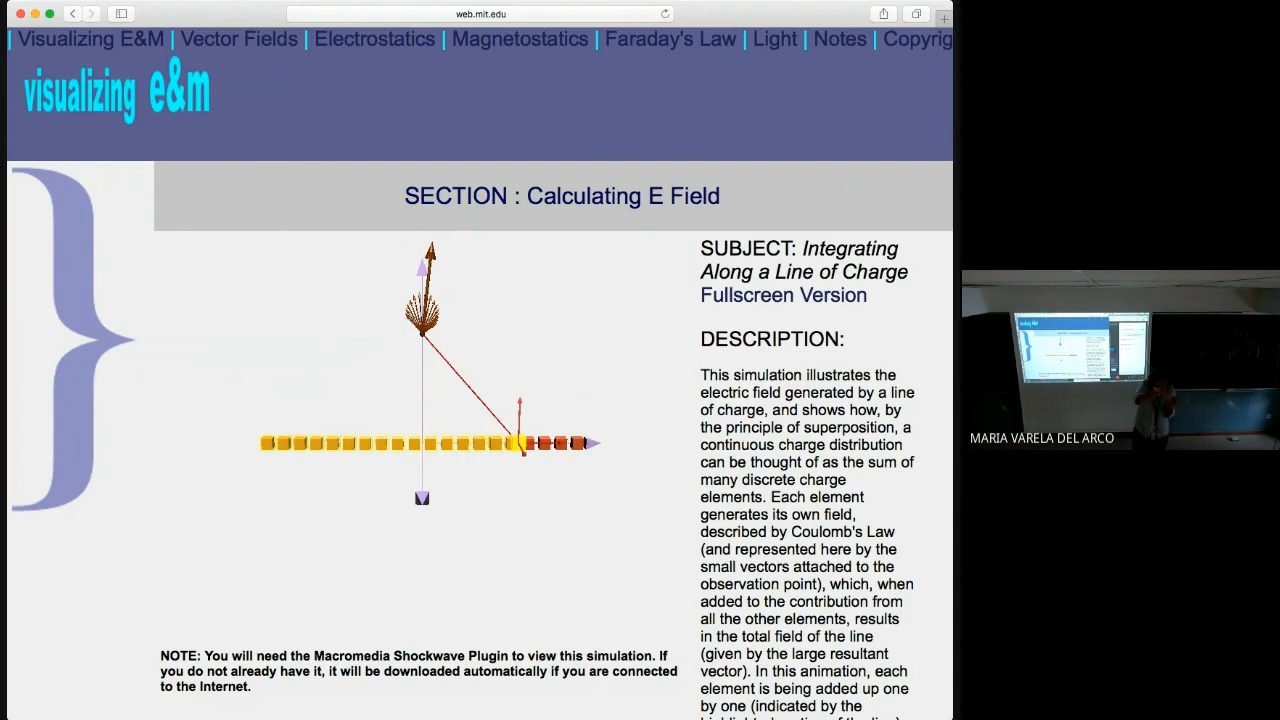 web.mit.edu
| Visualizing E&M | Vector Fields | Electrostatics | Magnetostatics | Faraday's Law | Light | Notes | Copyrig
visualizing e&m
SECTION : Calculating E Field
SUBJECT: Integrating
Along a Line of Charge
Fullscreen Version
DESCRIPTION:
This simulation illustrates the
electric field generated by a line
of charge, and shows how, by
the principle of superposition, a
continuous charge distribution
can be thought of as the sum of
many discrete charge
elements. Each element
generates its own field,
described by Coulomb's Law
(and represented here by the
small vectors attached to the
observation point), which, when
added to the contribution from
all the other elements, results
in the total field of the line
(given by the large resultant
vector). In this animation, each
element is being added up one
by one (indicated by the
NOTE: You will need the Macromedia Shockwave Plugin to view this simulation. If
you do not already have it, it will be downloaded automatically if you are connected
to the Internet.
MARIA VARELA DEL ARCO